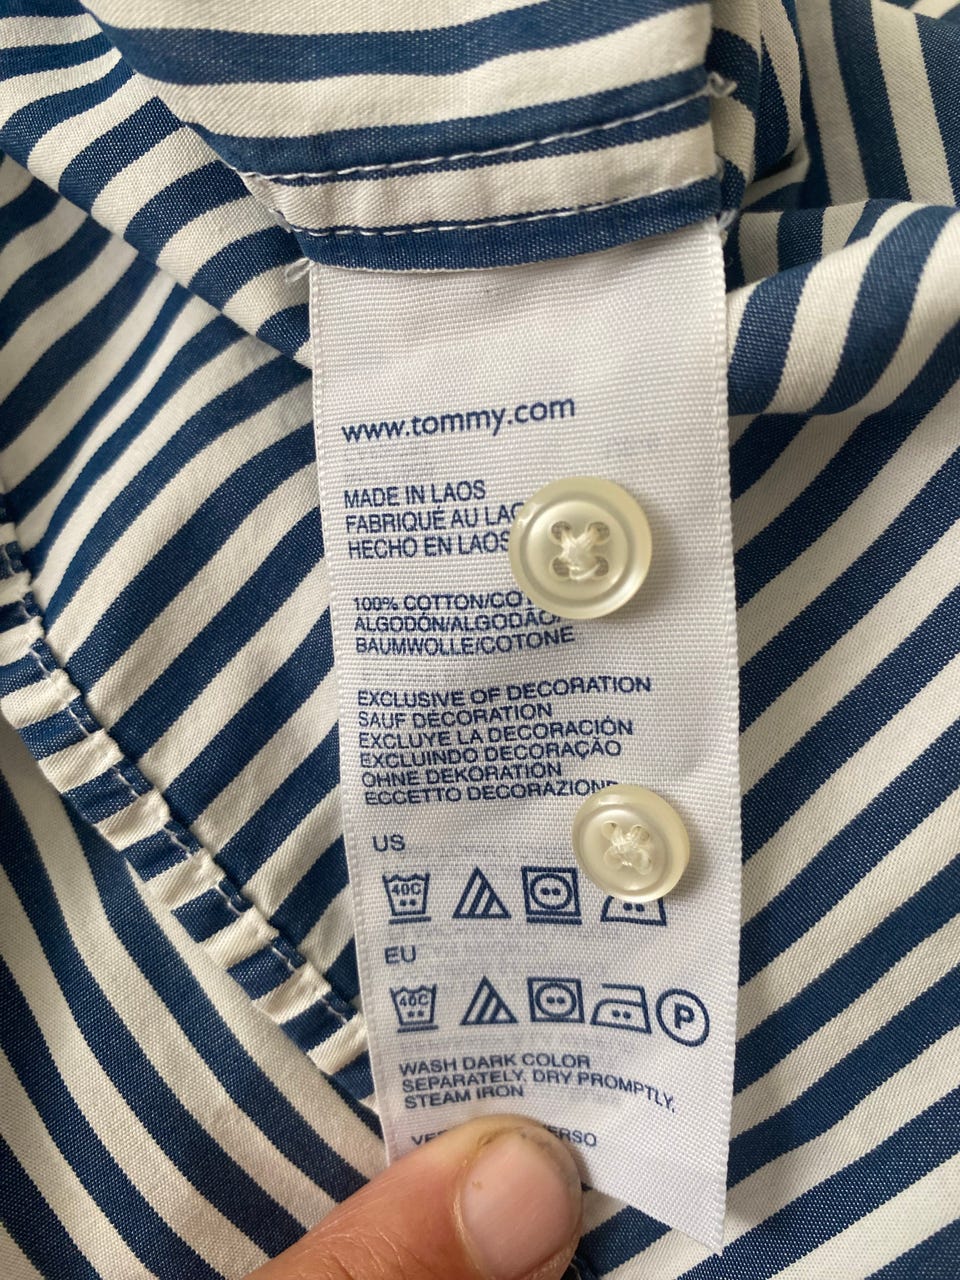 www.tommy.com
MADE IN LAOS
FABRIQUÉ AU
HECHO EN LAOS
100% COTTON/
ALGODÓN/
BAUMWOLLE/COTONE
EXCLUSIVE OF DECORATION
SAUF DÉCORATION
EXCLUYE LA DECORACIÓN
EXCLUINDO DECORAÇAO
OHNE DEKORATION
ECCETTO DECORAZIONE
US
40C
EU
40C
P
WASH DARK COLOR
SEPARATELY. DRY PROMPTLY.
STEAM IRON